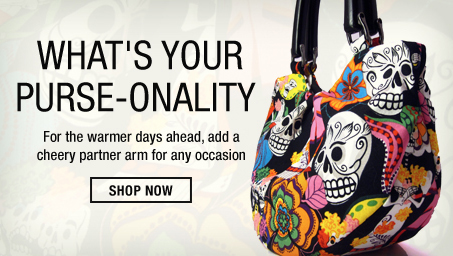 WHAT'S YOUR
PURSE-ONALITY
For the warmer days ahead, add a
cheery partner arm for any occasion
SHOP NOW